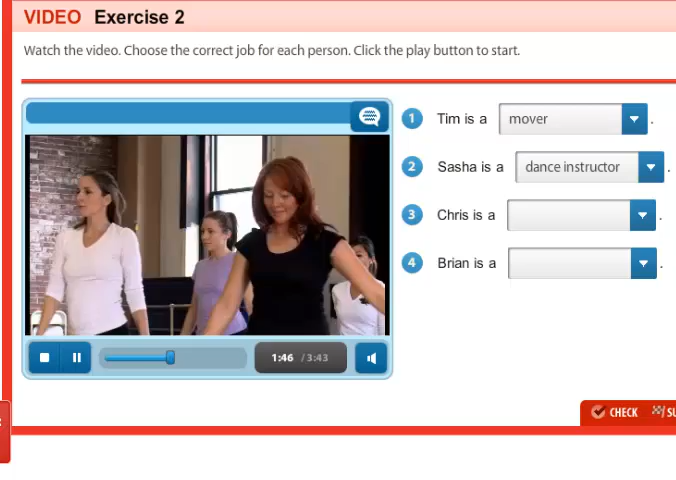 VIDEO Exercise 2
Watch the video. Choose the correct job for each person. Click the play button to start.
1 Tim is a mover .
2 Sasha is a dance instructor .
3 Chris is a .
4 Brian is a .
1:46 / 3:43
CHECK